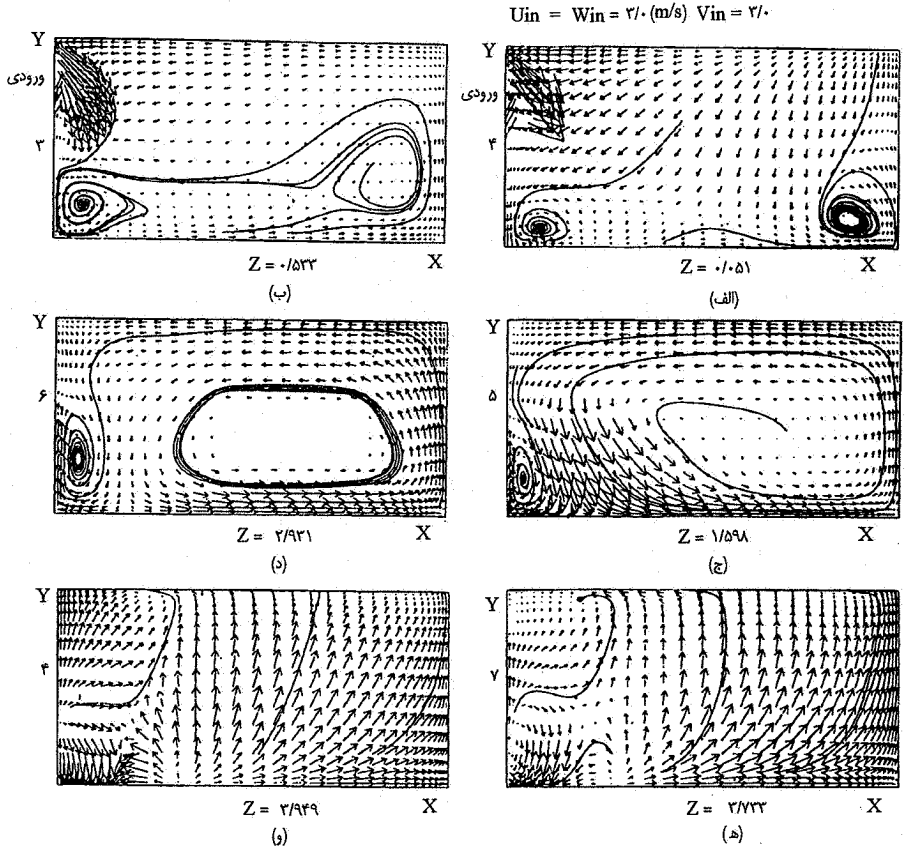 Uin = Win = ۳/۰ (m/s) Vin = ۳/۰
Y
ورودی
۴
Z = ۰/۰۵۱
X
(الف)
Y
ورودی
۳
Z = ۰/۵۳۳
X
(ب)
Y
۵
Z = ۱/۵۹۸
X
(ج)
Y
۶
Z = ۲/۹۳۱
X
(د)
Y
۷
Z = ۳/۷۳۳
X
(ه)
Y
۴
Z = ۳/۹۴۹
X
(و)